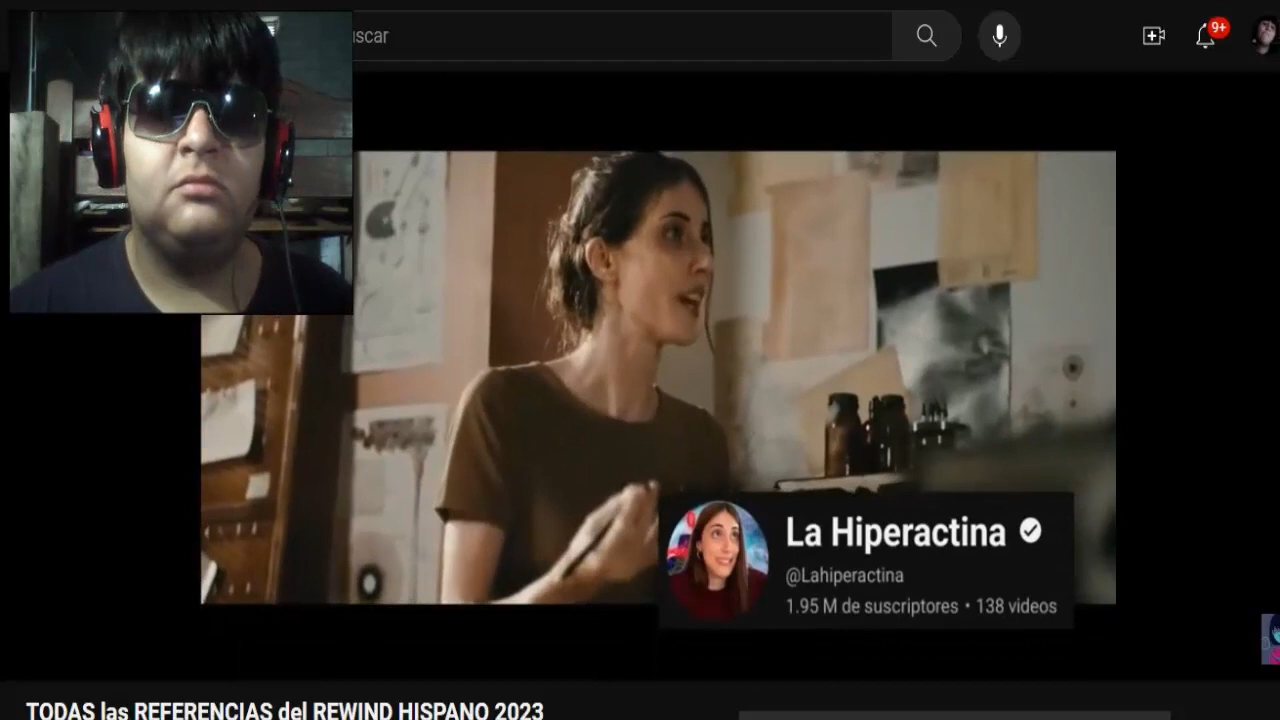 uscar
9+
La Hiperactina
@Lahiperactina
1.95 M de suscriptores • 138 videos
TODAS las REFERENCIAS del REWIND HISPANO 2023